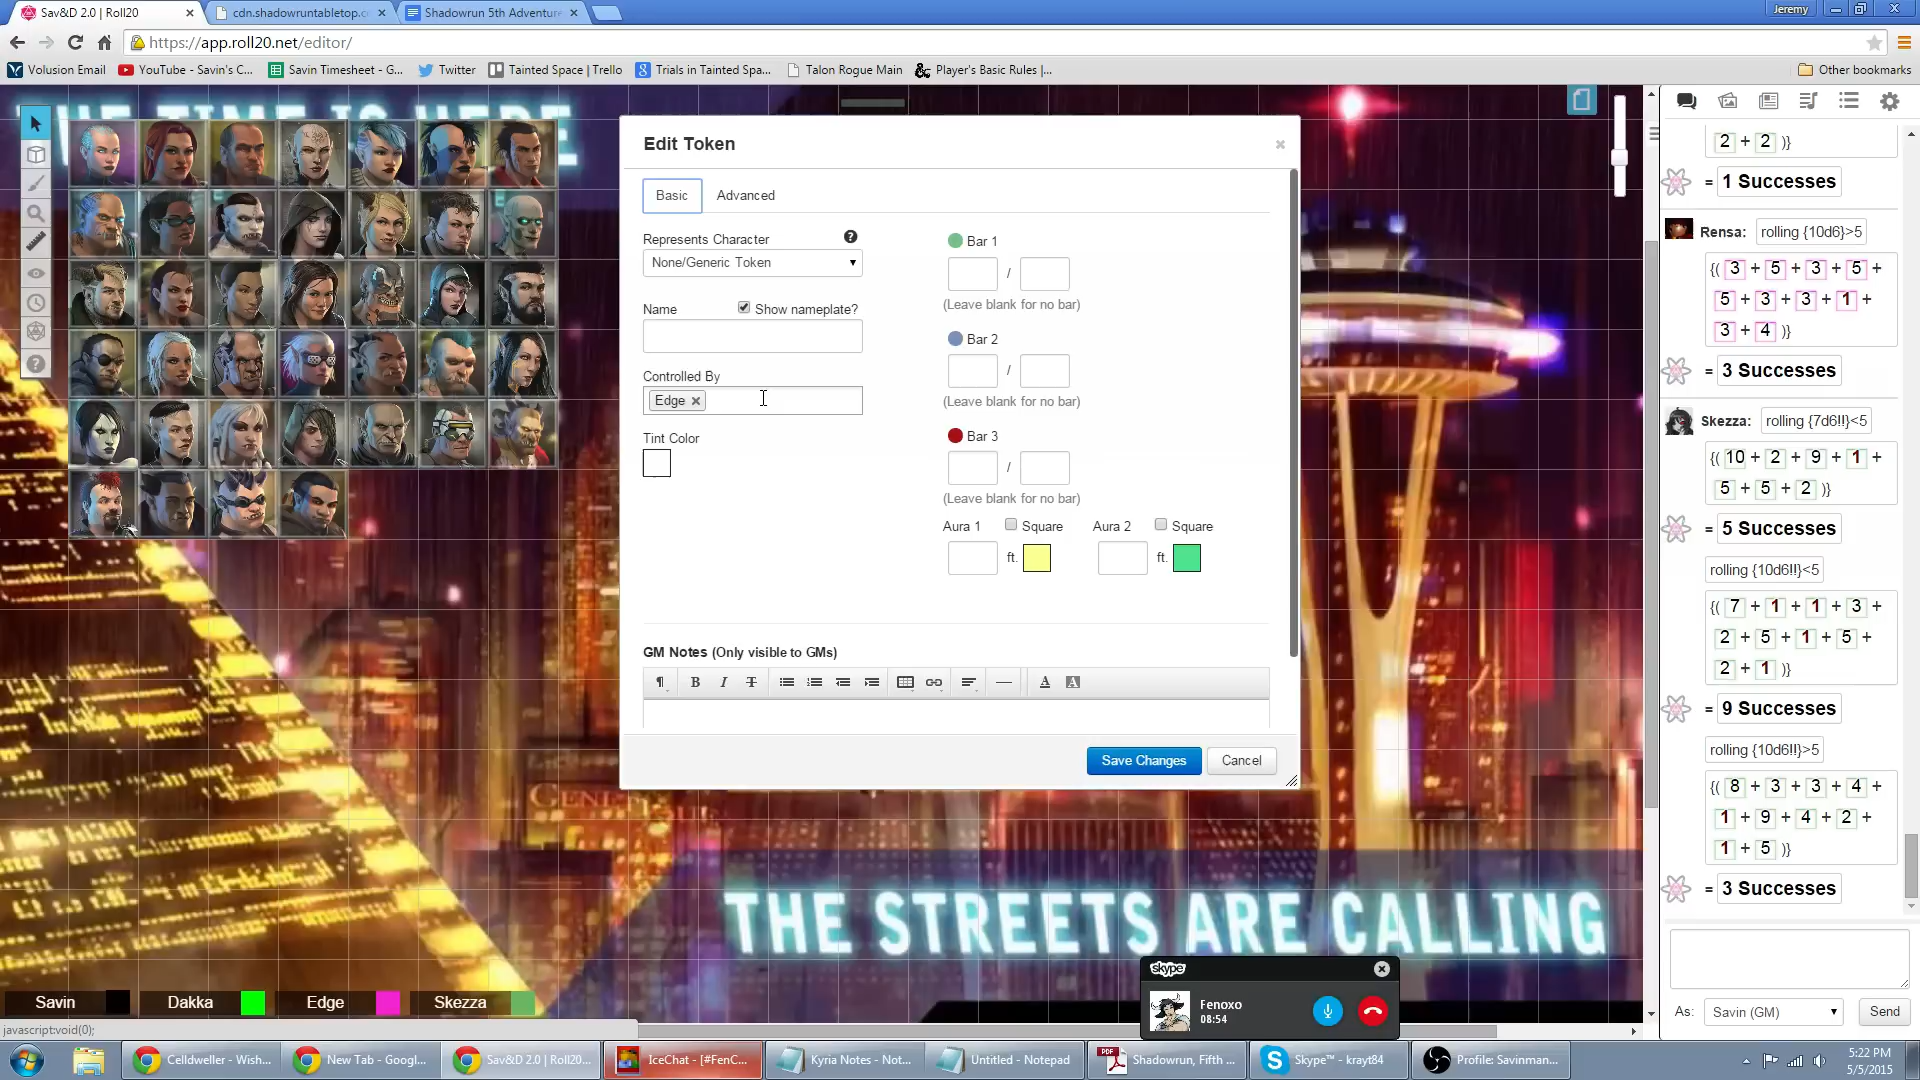 Sav&D 2.0 | Roll20
cdn.shadowruntabletop.c
Shadowrun 5th Adventur
Jeremy
https://app.roll20.net/editor/
Volusion Email
YouTube - Savin's C...
Savin Timesheet - G...
Twitter
Tainted Space | Trello
Trials in Tainted Spa...
Talon Rogue Main
Player's Basic Rules |...
Other bookmarks
THE TIME IS HERE
Edit Token
Basic
Advanced
Represents Character
None/Generic Token
Name
Show nameplate?
Controlled By
Edge
Tint Color
Bar 1
/
(Leave blank for no bar)
Bar 2
/
(Leave blank for no bar)
Bar 3
/
(Leave blank for no bar)
Aura 1
Square
Aura 2
Square
ft.
ft.
GM Notes (Only visible to GMs)
Save Changes
Cancel
2 + 2 )}
= 1 Successes
Rensa: rolling {10d6}>5
{( 3 + 5 + 3 + 5 +
5 + 3 + 3 + 1 +
3 + 4 )}
= 3 Successes
Skezza: rolling {7d6!!}<5
{( 10 + 2 + 9 + 1 +
5 + 5 + 2 )}
= 5 Successes
rolling {10d6!!}<5
{( 7 + 1 + 1 + 3 +
2 + 5 + 1 + 5 +
2 + 1 )}
= 9 Successes
rolling {10d6!!}>5
{( 8 + 3 + 3 + 4 +
1 + 9 + 4 + 2 +
1 + 5 )}
= 3 Successes
As: Savin (GM)
Send
THE STREETS ARE CALLING
skype
Fenoxo
08:54
Savin
Dakka
Edge
Skezza
javascript:void(0);
Celldweller - Wish...
New Tab - Googl...
Sav&D 2.0 | Roll20...
IceChat - [#FenC...
Kyria Notes - Not...
Untitled - Notepad
Shadowrun, Fifth ...
Skype™ - krayt84
Profile: Savinman...
5:22 PM
5/5/2015